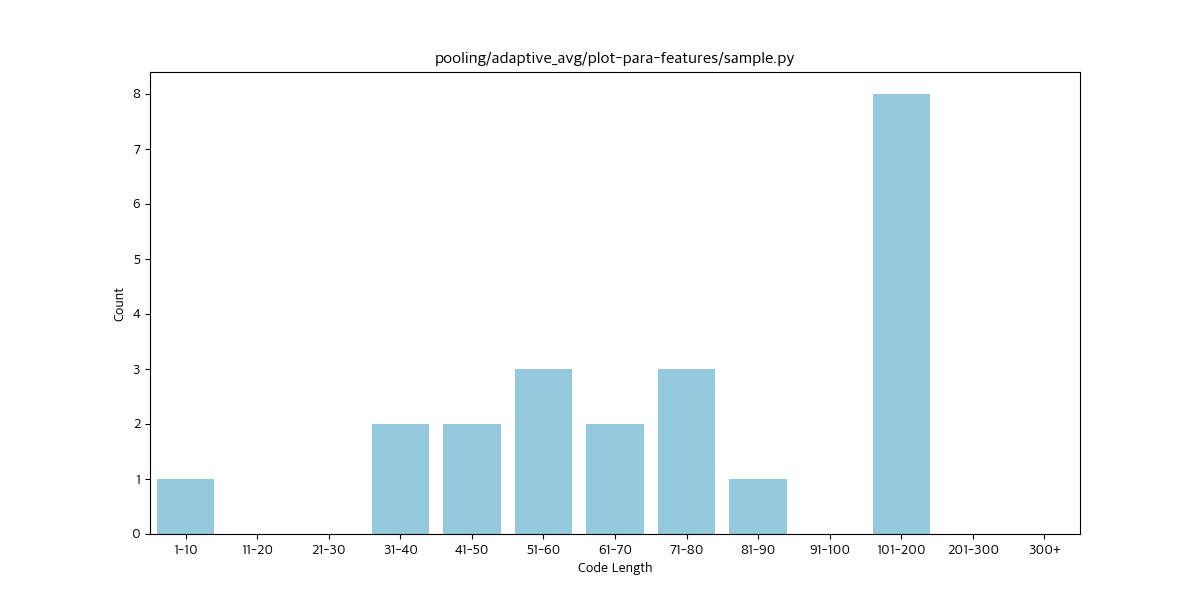 pooling/adaptive_avg/plot-para-features/sample.py
8
7
6
5
4
3
2
1
0
Count
1-10 11-20 21-30 31-40 41-50 51-60 61-70 71-80 81-90 91-100 101-200 201-300 300+
Code Length